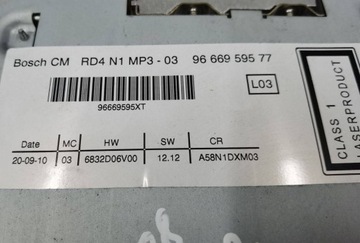 Bosch CM RD4 N1 MP3 - 03 96 669 595 77
L03
96669595XT
CLASS 1
LASERPRODUCT
Date MC HW SW CR
20-09-10 03 6832D06V00 12.12 A58N1DXM03